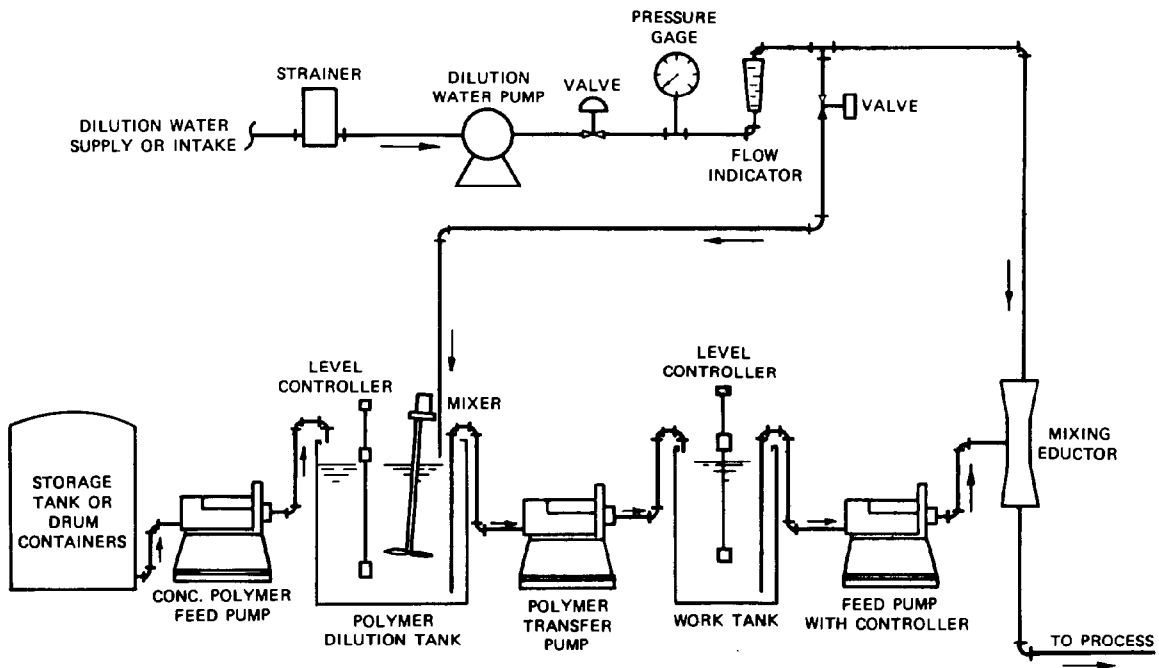 PRESSURE
GAGE
STRAINER
DILUTION
WATER PUMP
VALVE
VALVE
DILUTION WATER
SUPPLY OR INTAKE
FLOW
INDICATOR
LEVEL
CONTROLLER
MIXER
LEVEL
CONTROLLER
MIXING
EDUCTOR
STORAGE
TANK OR
DRUM
CONTAINERS
CONC. POLYMER
FEED PUMP
POLYMER
DILUTION TANK
POLYMER
TRANSFER
PUMP
WORK TANK
FEED PUMP
WITH CONTROLLER
TO PROCESS